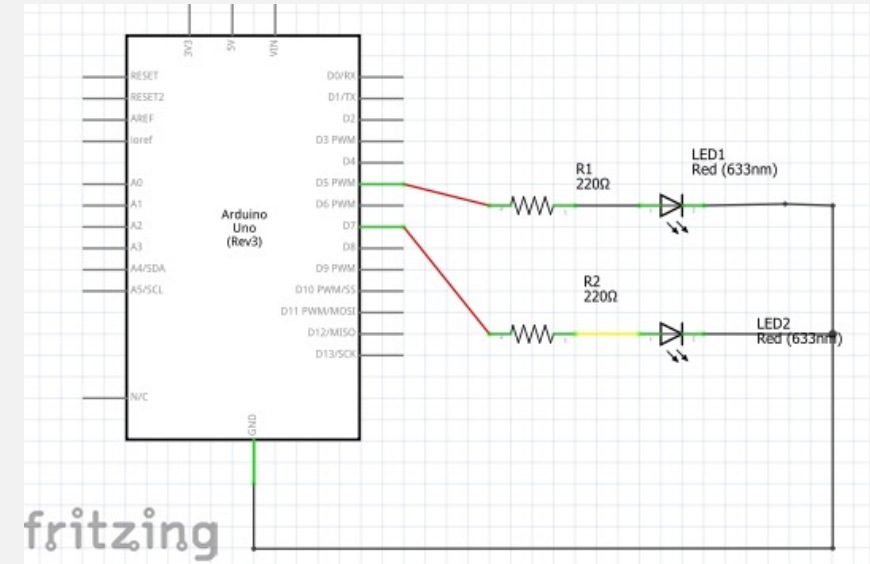 3V3
5V
VIN
RESET
RESET2
AREF
ioref
A0
A1
A2
A3
A4/SDA
A5/SCL
N/C
Arduino
Uno
(Rev3)
D0/RX
D1/TX
D2
D3 PWM
D4
D5 PWM
D6 PWM
D7
D8
D9 PWM
D10 PWM/SS
D11 PWM/MOSI
D12/MISO
D13/SCK
GND
R1
220Ω
LED1
Red (633nm)
R2
220Ω
LED2
Red (633nm)
fritzing